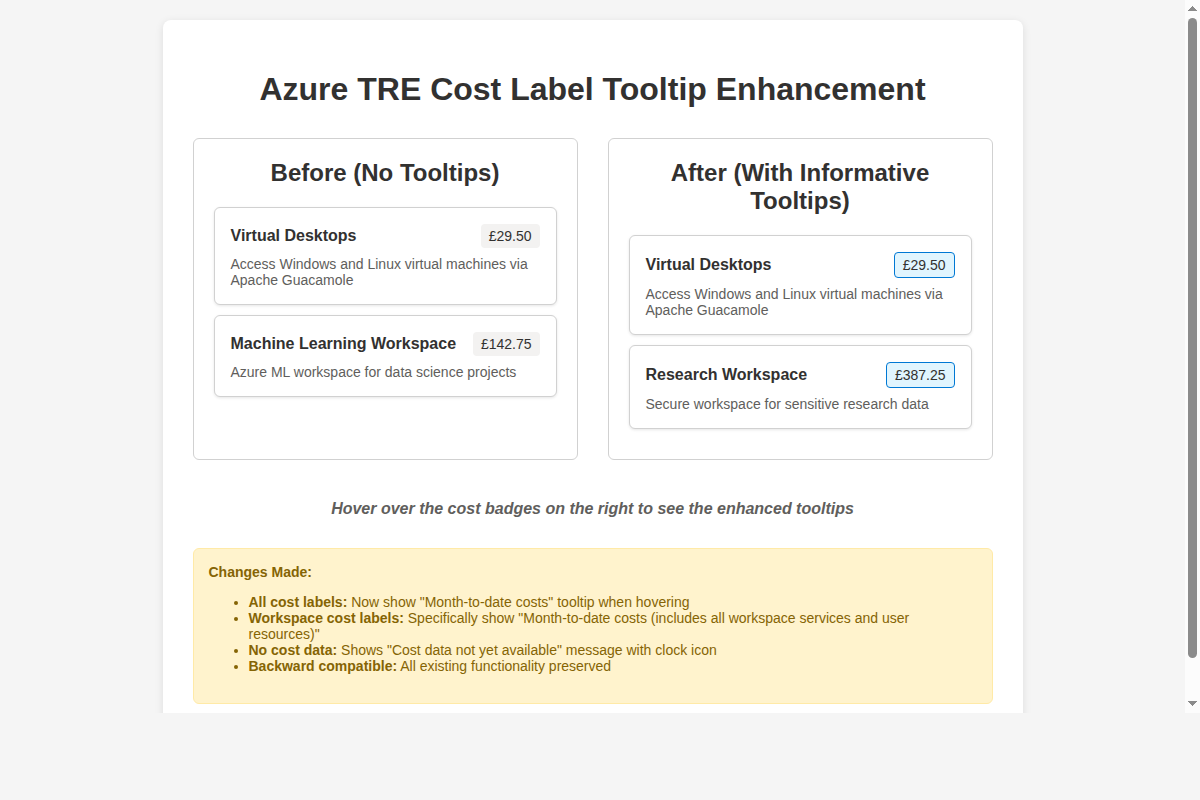 Azure TRE Cost Label Tooltip Enhancement
Before (No Tooltips)
Virtual Desktops
£29.50
Access Windows and Linux virtual machines via
Apache Guacamole
Machine Learning Workspace
£142.75
Azure ML workspace for data science projects
After (With Informative
Tooltips)
Virtual Desktops
£29.50
Access Windows and Linux virtual machines via
Apache Guacamole
Research Workspace
£387.25
Secure workspace for sensitive research data
Hover over the cost badges on the right to see the enhanced tooltips
Changes Made:
• All cost labels: Now show "Month-to-date costs" tooltip when hovering
• Workspace cost labels: Specifically show "Month-to-date costs (includes all workspace services and user
resources)"
• No cost data: Shows "Cost data not yet available" message with clock icon
• Backward compatible: All existing functionality preserved